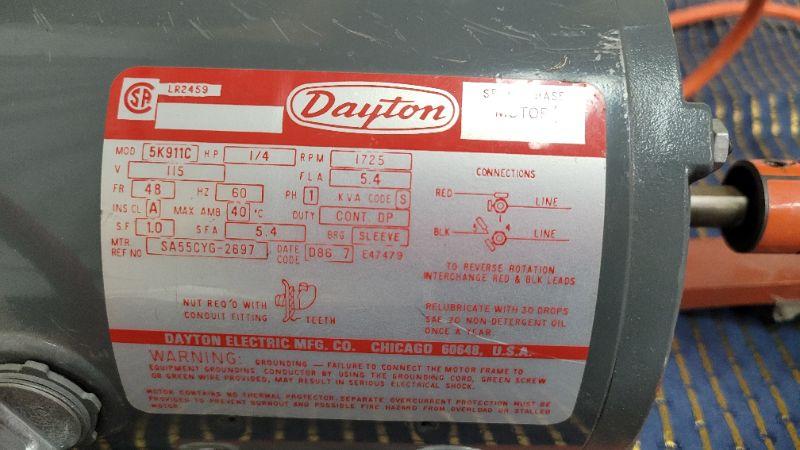 SA LR2459
Dayton
MOTOR
MOD 5K911C HP 1/4 RPM 1725
V 115 FLA 5.4
FR 48 HZ 60 PH 1 KVA CODE S
INS CL A MAX AMB 40 °C DUTY CONT. DP
S.F 1.0 SFA 5.4 BRG SLEEVE
MTR. REF NO SA55CYG-2697 DATE CODE D86 7 E47479
CONNECTIONS
RED LINE
BLK LINE
TO REVERSE ROTATION
INTERCHANGE RED & BLK LEADS
NUT REQ'D WITH
CONDUIT FITTING TEETH
RELUBRICATE WITH 30 DROPS
SAE 20 NON-DETERGENT OIL
ONCE A YEAR.
DAYTON ELECTRIC MFG. CO. CHICAGO 60648, U.S.A.
WARNING: GROUNDING — FAILURE TO CONNECT THE MOTOR FRAME TO
EQUIPMENT GROUNDING CONDUCTOR BY USING THE GROUNDING CORD, GREEN SCREW
OR GREEN WIRE PROVIDED, MAY RESULT IN SERIOUS ELECTRICAL SHOCK.
MOTOR CONTAINS NO THERMAL PROTECTOR. SEPARATE OVERCURRENT PROTECTION MUST BE
PROVIDED TO PREVENT BURNOUT AND POSSIBLE FIRE HAZARD FROM OVERLOAD OR STALLED
MOTOR.